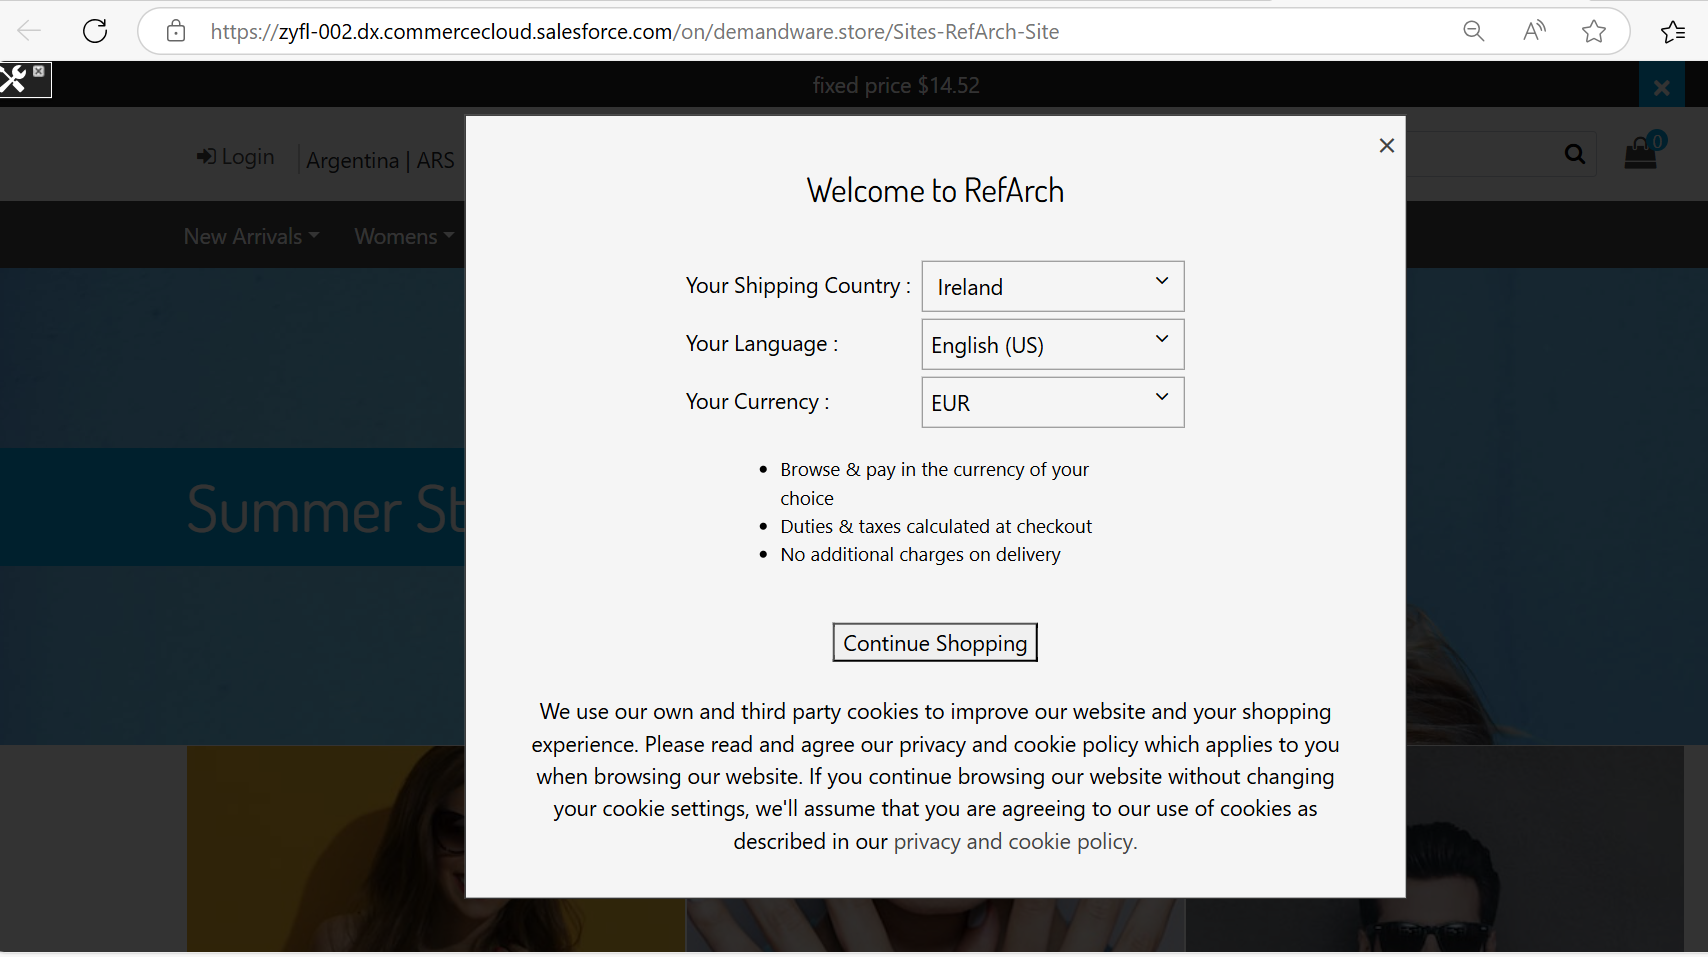 https://zyfl-002.dx.commercecloud.salesforce.com/on/demandware.store/Sites-RefArch-Site
fixed price $14.52
Login
Argentina | ARS
0
New Arrivals
Womens
Summer St
Welcome to RefArch
Your Shipping Country :
Ireland
Your Language :
English (US)
Your Currency :
EUR
• Browse & pay in the currency of your
choice
• Duties & taxes calculated at checkout
• No additional charges on delivery
Continue Shopping
We use our own and third party cookies to improve our website and your shopping
experience. Please read and agree our privacy and cookie policy which applies to you
when browsing our website. If you continue browsing our website without changing
your cookie settings, we'll assume that you are agreeing to our use of cookies as
described in our privacy and cookie policy.